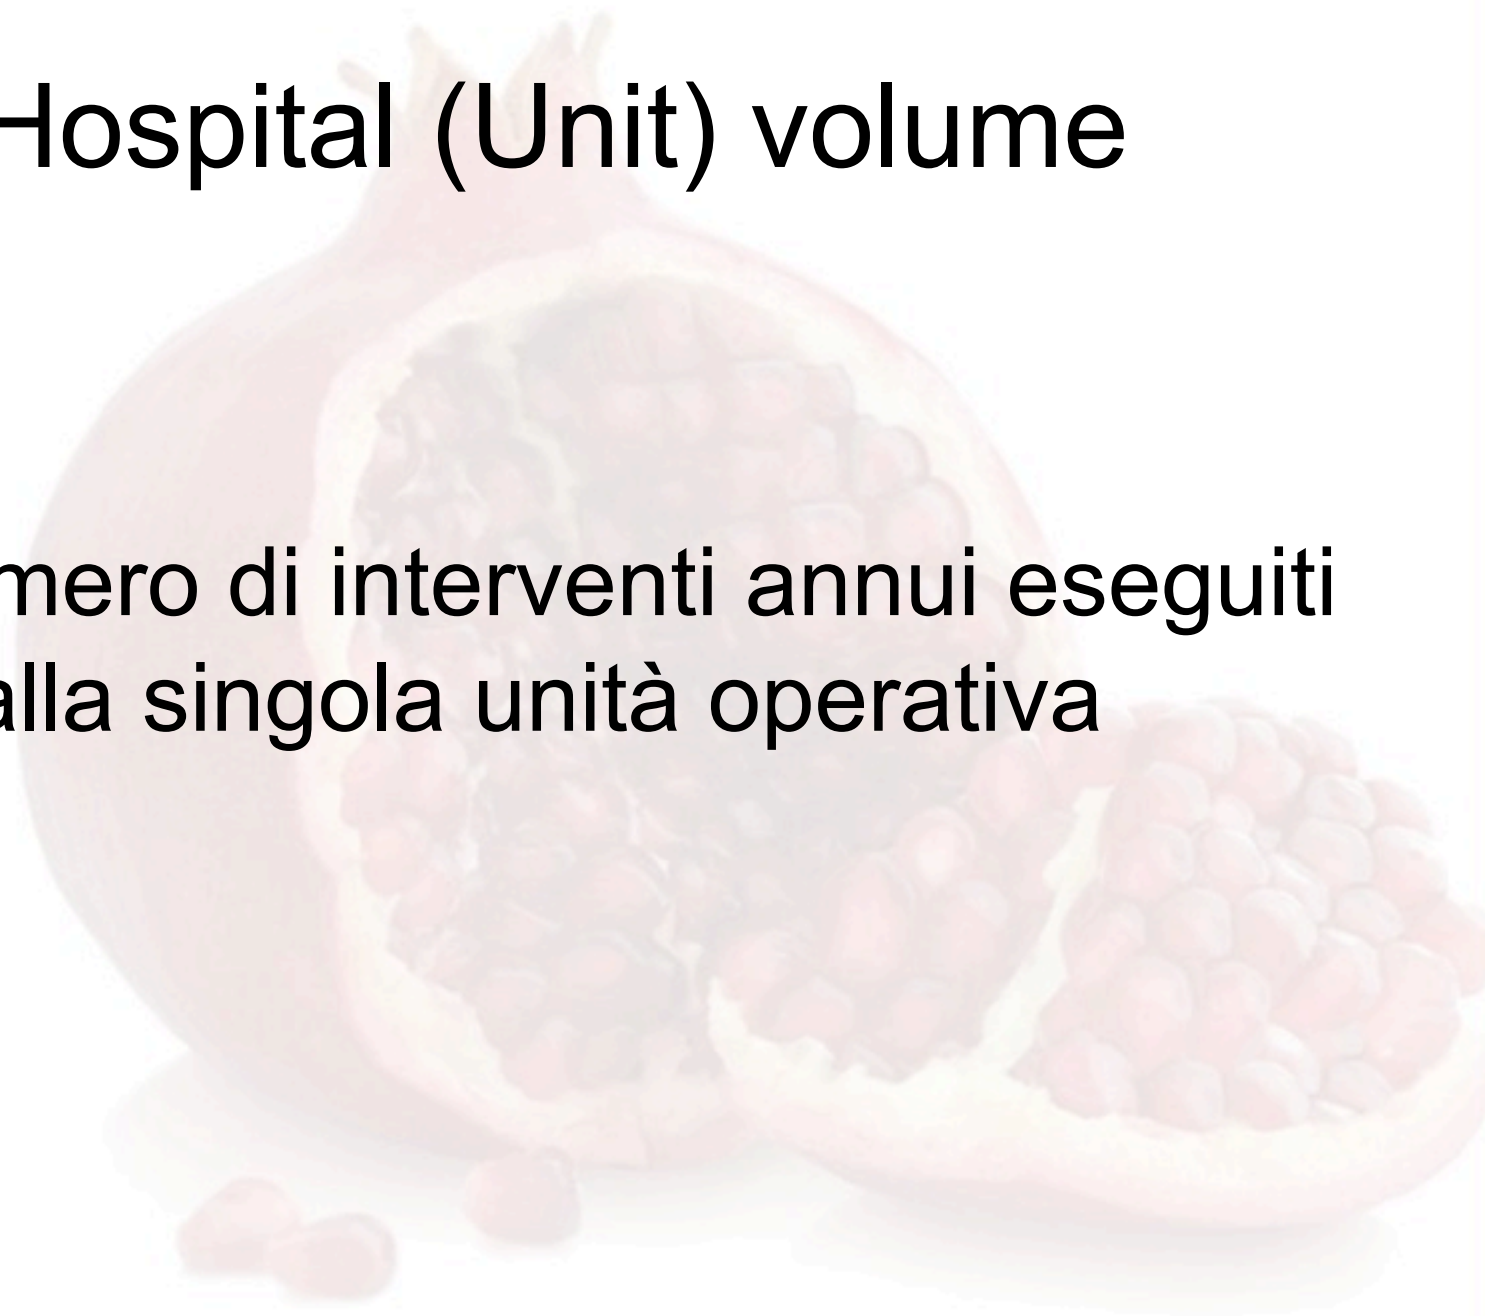 Hospital (Unit) volume
mero di interventi annui eseguiti
alla singola unità operativa